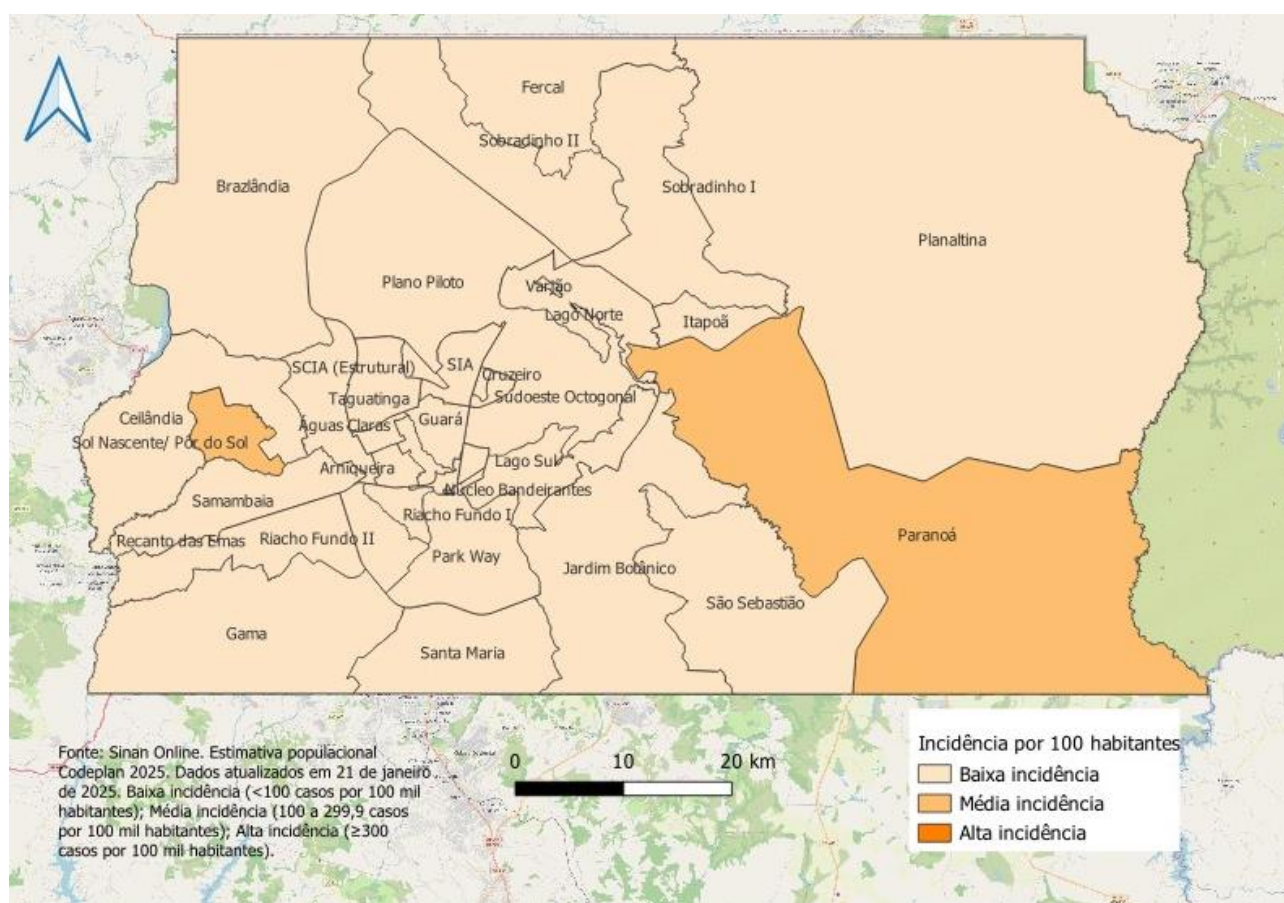 Fercal
Sobradinho II
Brazlândia
Sobradinho I
Planaltina
Plano Piloto
Varjão
Lago Norte
Itapoã
SCIA (Estrutural)
SIA
Cruzeiro
Taguatinga
Sudoeste Octogonal
Ceilândia
Águas Claras
Guará
Sol Nascente/ Pôr do Sol
Arniqueira
Lago Sul
Núcleo Bandeirantes
Samambaia
Riacho Fundo I
Recanto das Emas
Riacho Fundo II
Park Way
Paranoá
Jardim Botânico
São Sebastião
Gama
Santa Maria
Fonte: Sinan Online. Estimativa populacional
Codeplan 2025. Dados atualizados em 21 de janeiro
de 2025. Baixa incidência (<100 casos por 100 mil
habitantes); Média incidência (100 a 299,9 casos
por 100 mil habitantes); Alta incidência (≥300
casos por 100 mil habitantes).
0 10 20 km
Incidência por 100 habitantes
Baixa incidência
Média incidência
Alta incidência